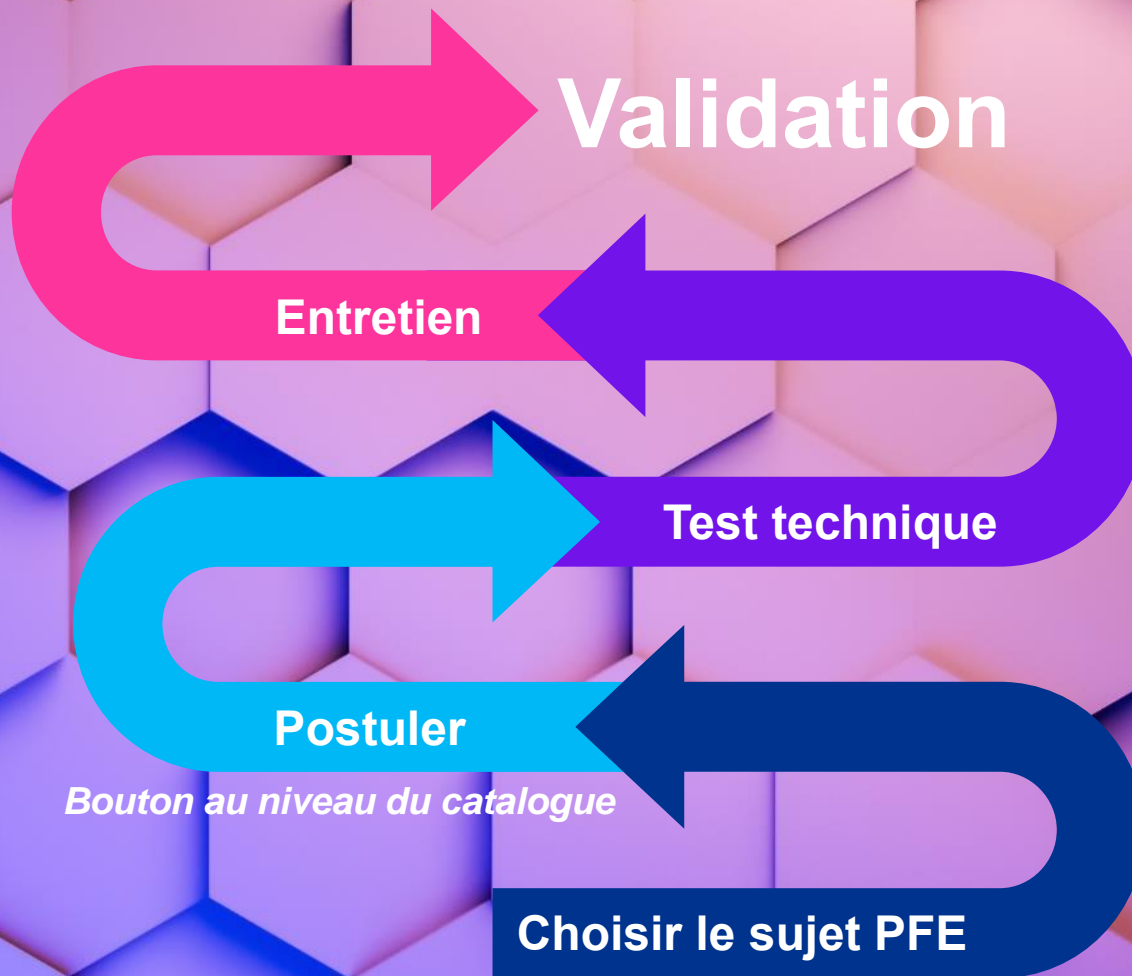 Validation
Entretien
Test technique
Postuler
Bouton au niveau du catalogue
Choisir le sujet PFE